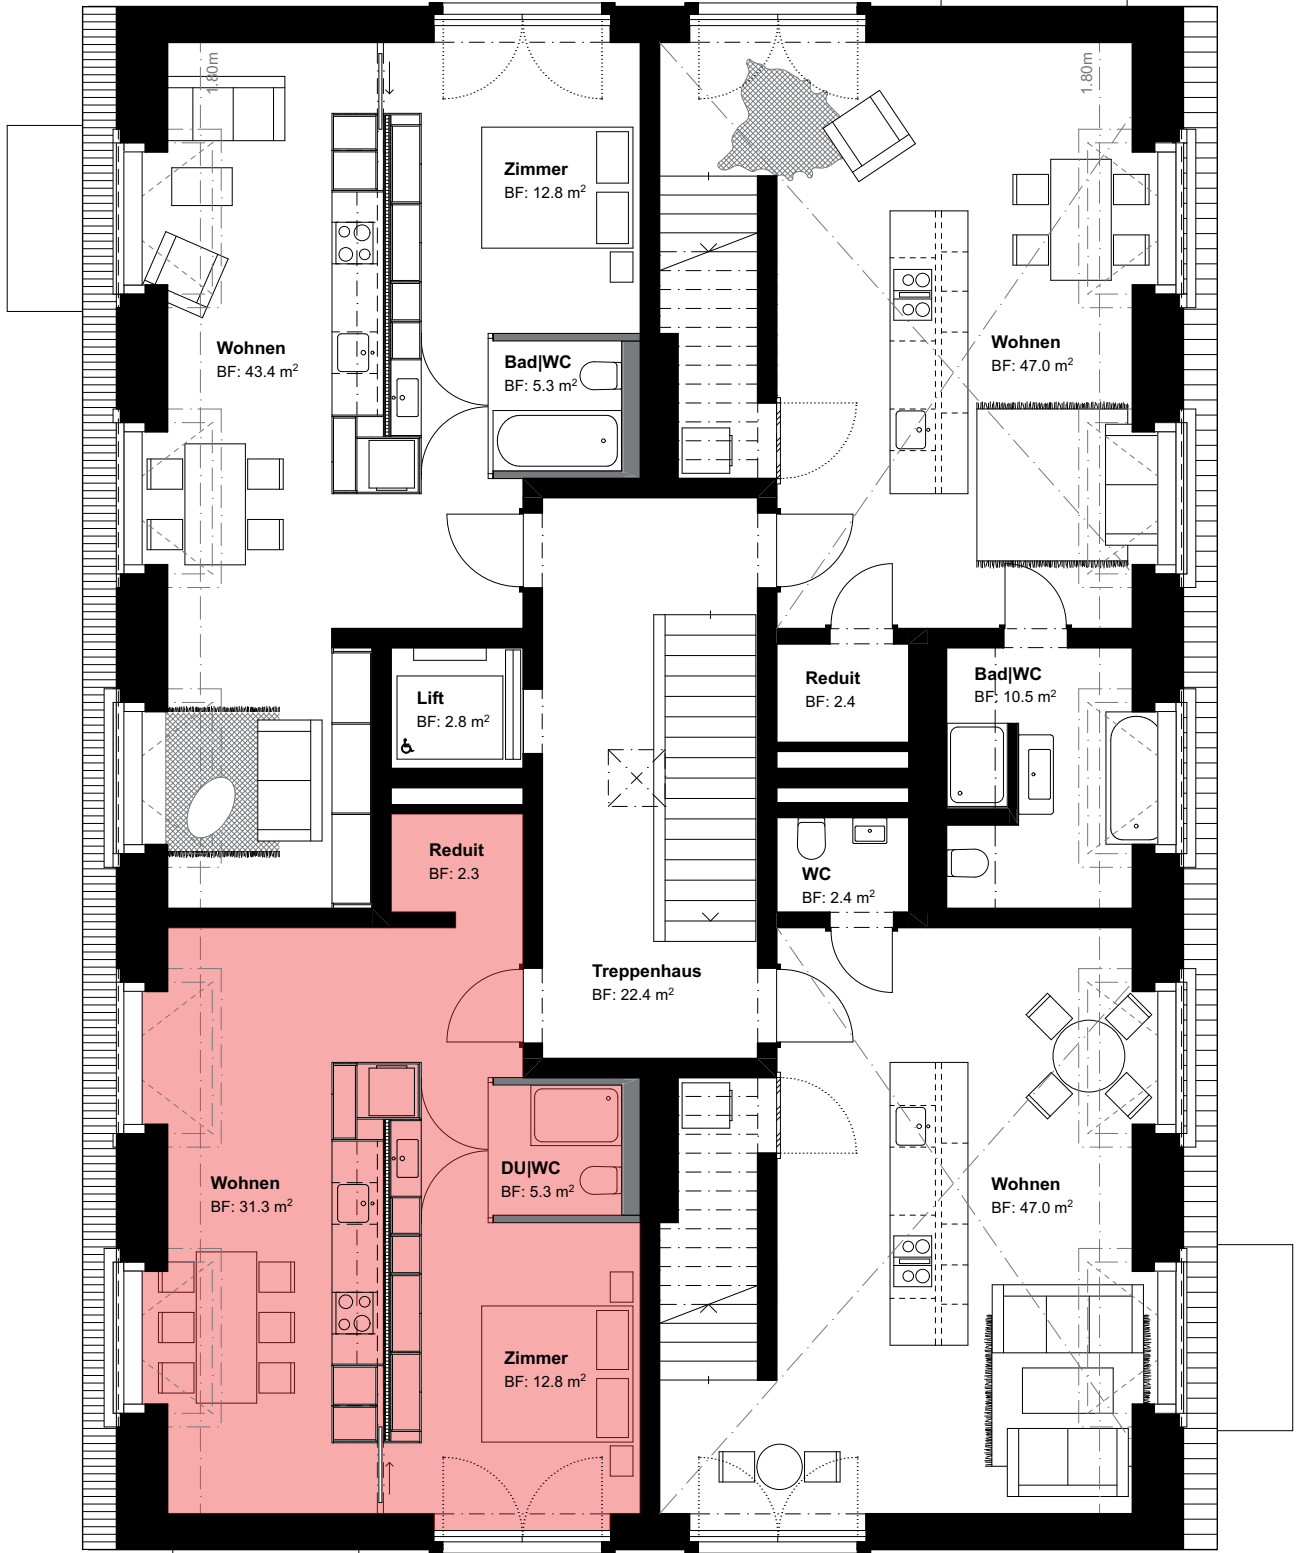 1.80m
1.80m
Zimmer
BF: 12.8 m²
Wohnen
BF: 43.4 m²
Bad|WC
BF: 5.3 m²
Wohnen
BF: 47.0 m²
Lift
BF: 2.8 m²
Reduit
BF: 2.4
Bad|WC
BF: 10.5 m²
Reduit
BF: 2.3
WC
BF: 2.4 m²
Treppenhaus
BF: 22.4 m²
Wohnen
BF: 31.3 m²
DU|WC
BF: 5.3 m²
Wohnen
BF: 47.0 m²
Zimmer
BF: 12.8 m²